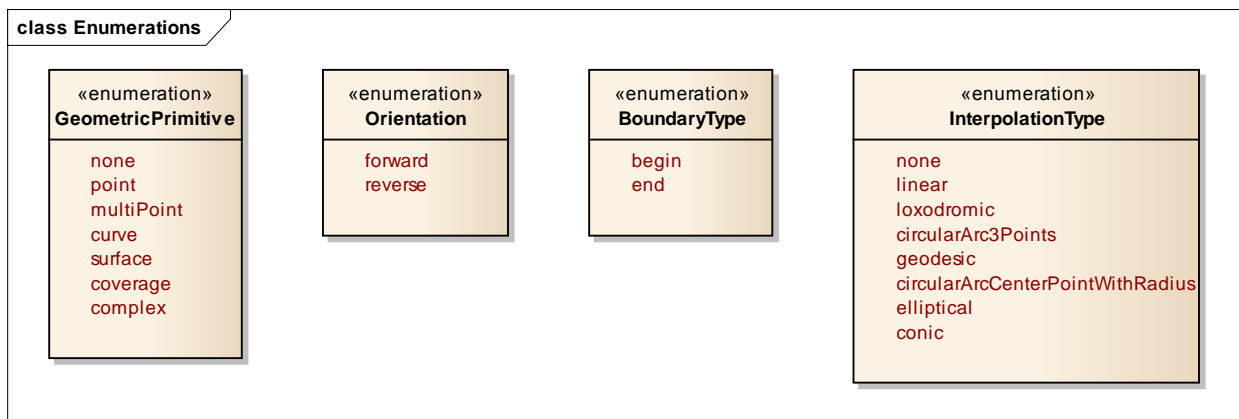 class Enumerations
«enumeration»
GeometricPrimitive
none
point
multiPoint
curve
surface
coverage
complex
«enumeration»
Orientation
forward
reverse
«enumeration»
BoundaryType
begin
end
«enumeration»
InterpolationType
none
linear
loxodromic
circularArc3Points
geodesic
circularArcCenterPointWithRadius
elliptical
conic